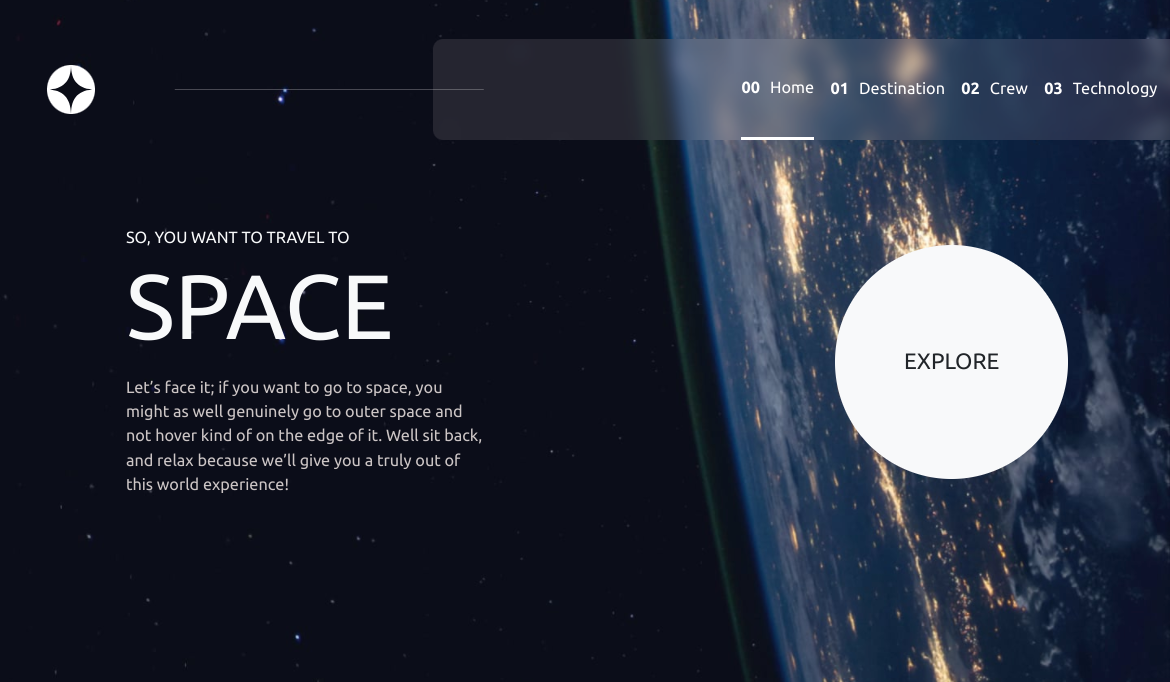 00 Home 01 Destination 02 Crew 03 Technology
SO, YOU WANT TO TRAVEL TO
SPACE
Let’s face it; if you want to go to space, you
might as well genuinely go to outer space and
not hover kind of on the edge of it. Well sit back,
and relax because we’ll give you a truly out of
this world experience!
EXPLORE